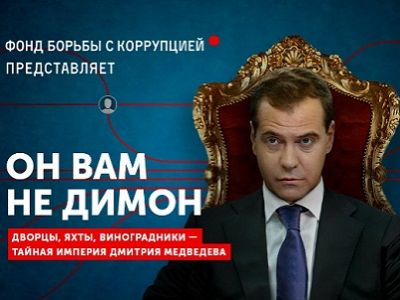 ФОНД БОРЬБЫ С КОРРУПЦИЕЙ
ПРЕДСТАВЛЯЕТ
ОН ВАМ
НЕ ДИМОН
ДВОРЦЫ, ЯХТЫ, ВИНОГРАДНИКИ —
ТАЙНАЯ ИМПЕРИЯ ДМИТРИЯ МЕДВЕДЕВА